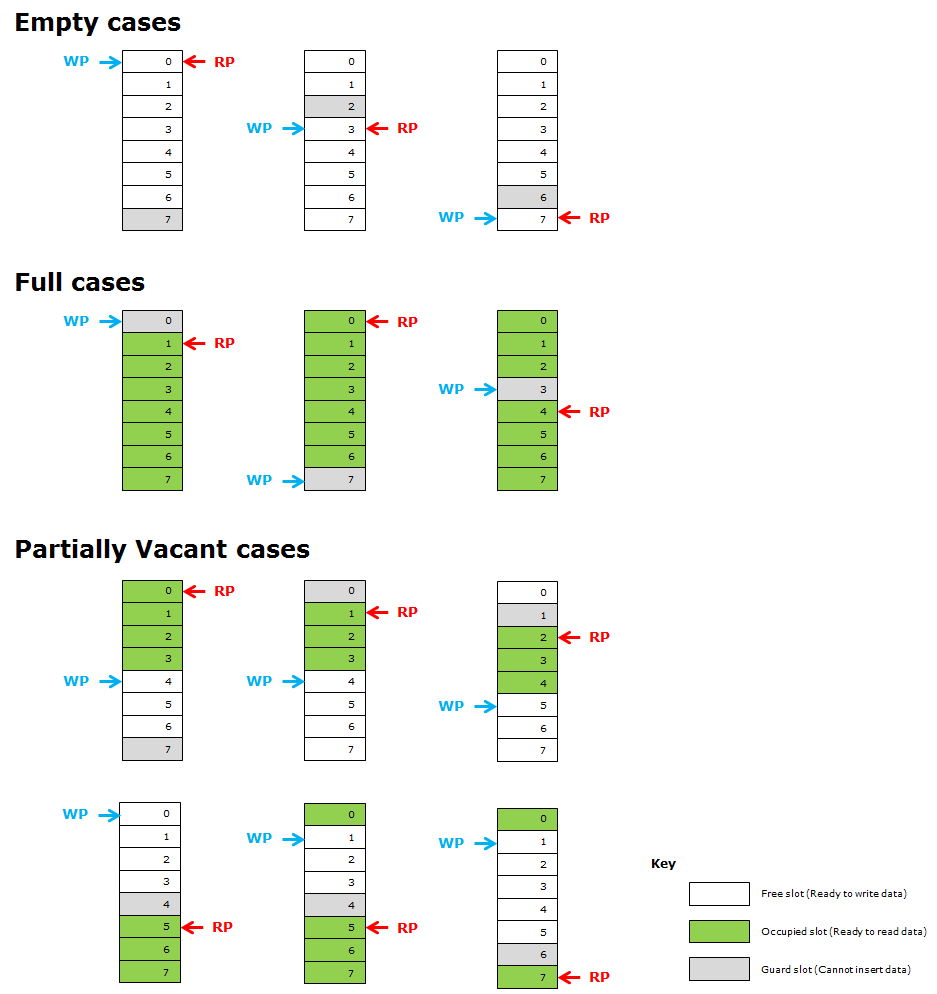 Empty cases
WP 0 RP 0 0
1 1 1
2 2 2
3 WP 3 RP 3
4 4 4
5 5 5
6 6 6
7 7 WP 7 RP
Full cases
WP 0 0 RP 0
1 RP 1 1
2 2 2
3 3 WP 3
4 4 4 RP
5 5 5
6 6 6
7 WP 7 7
Partially Vacant cases
0 RP 0 0
1 1 RP 1
2 2 2 RP
3 3 3
WP 4 WP 4 4
5 5 WP 5
6 6 6
7 7 7
WP 0 0 0
1 WP 1 WP 1
2 2 2
3 3 3
4 4 4
5 RP 5 RP 5
6 6 6
7 7 7 RP
Key
Free slot (Ready to write data)
Occupied slot (Ready to read data)
Guard slot (Cannot insert data)